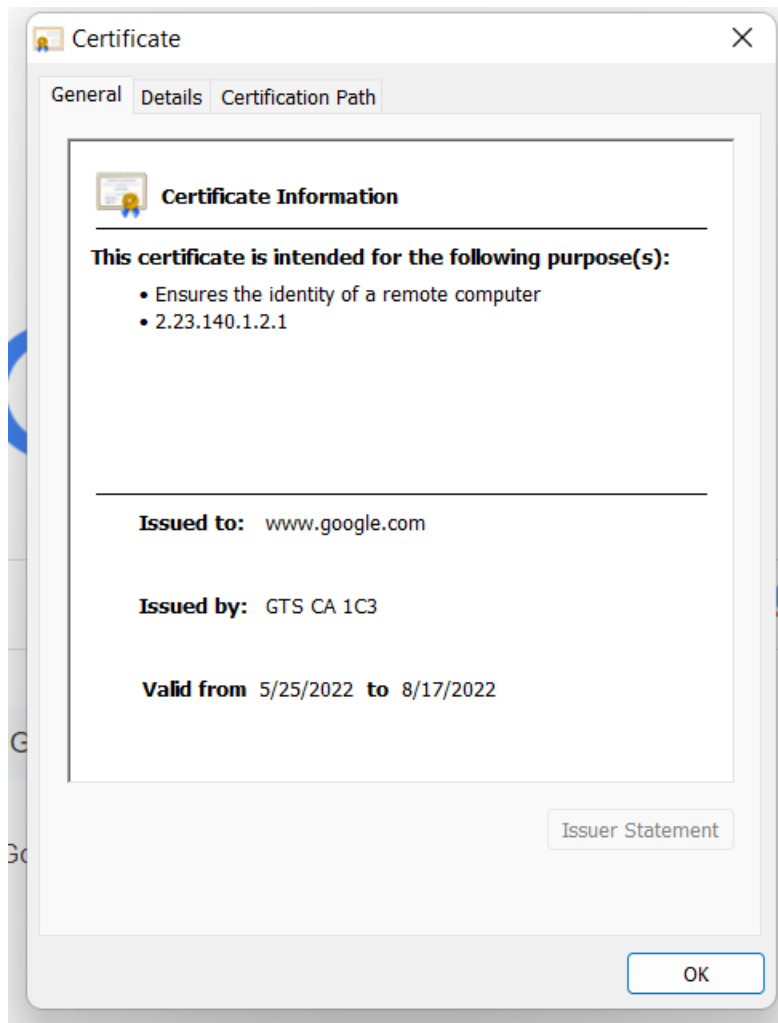 Certificate
General Details Certification Path
Certificate Information
This certificate is intended for the following purpose(s):
• Ensures the identity of a remote computer
• 2.23.140.1.2.1
Issued to: www.google.com
Issued by: GTS CA 1C3
Valid from 5/25/2022 to 8/17/2022
G
Issuer Statement
Go
OK